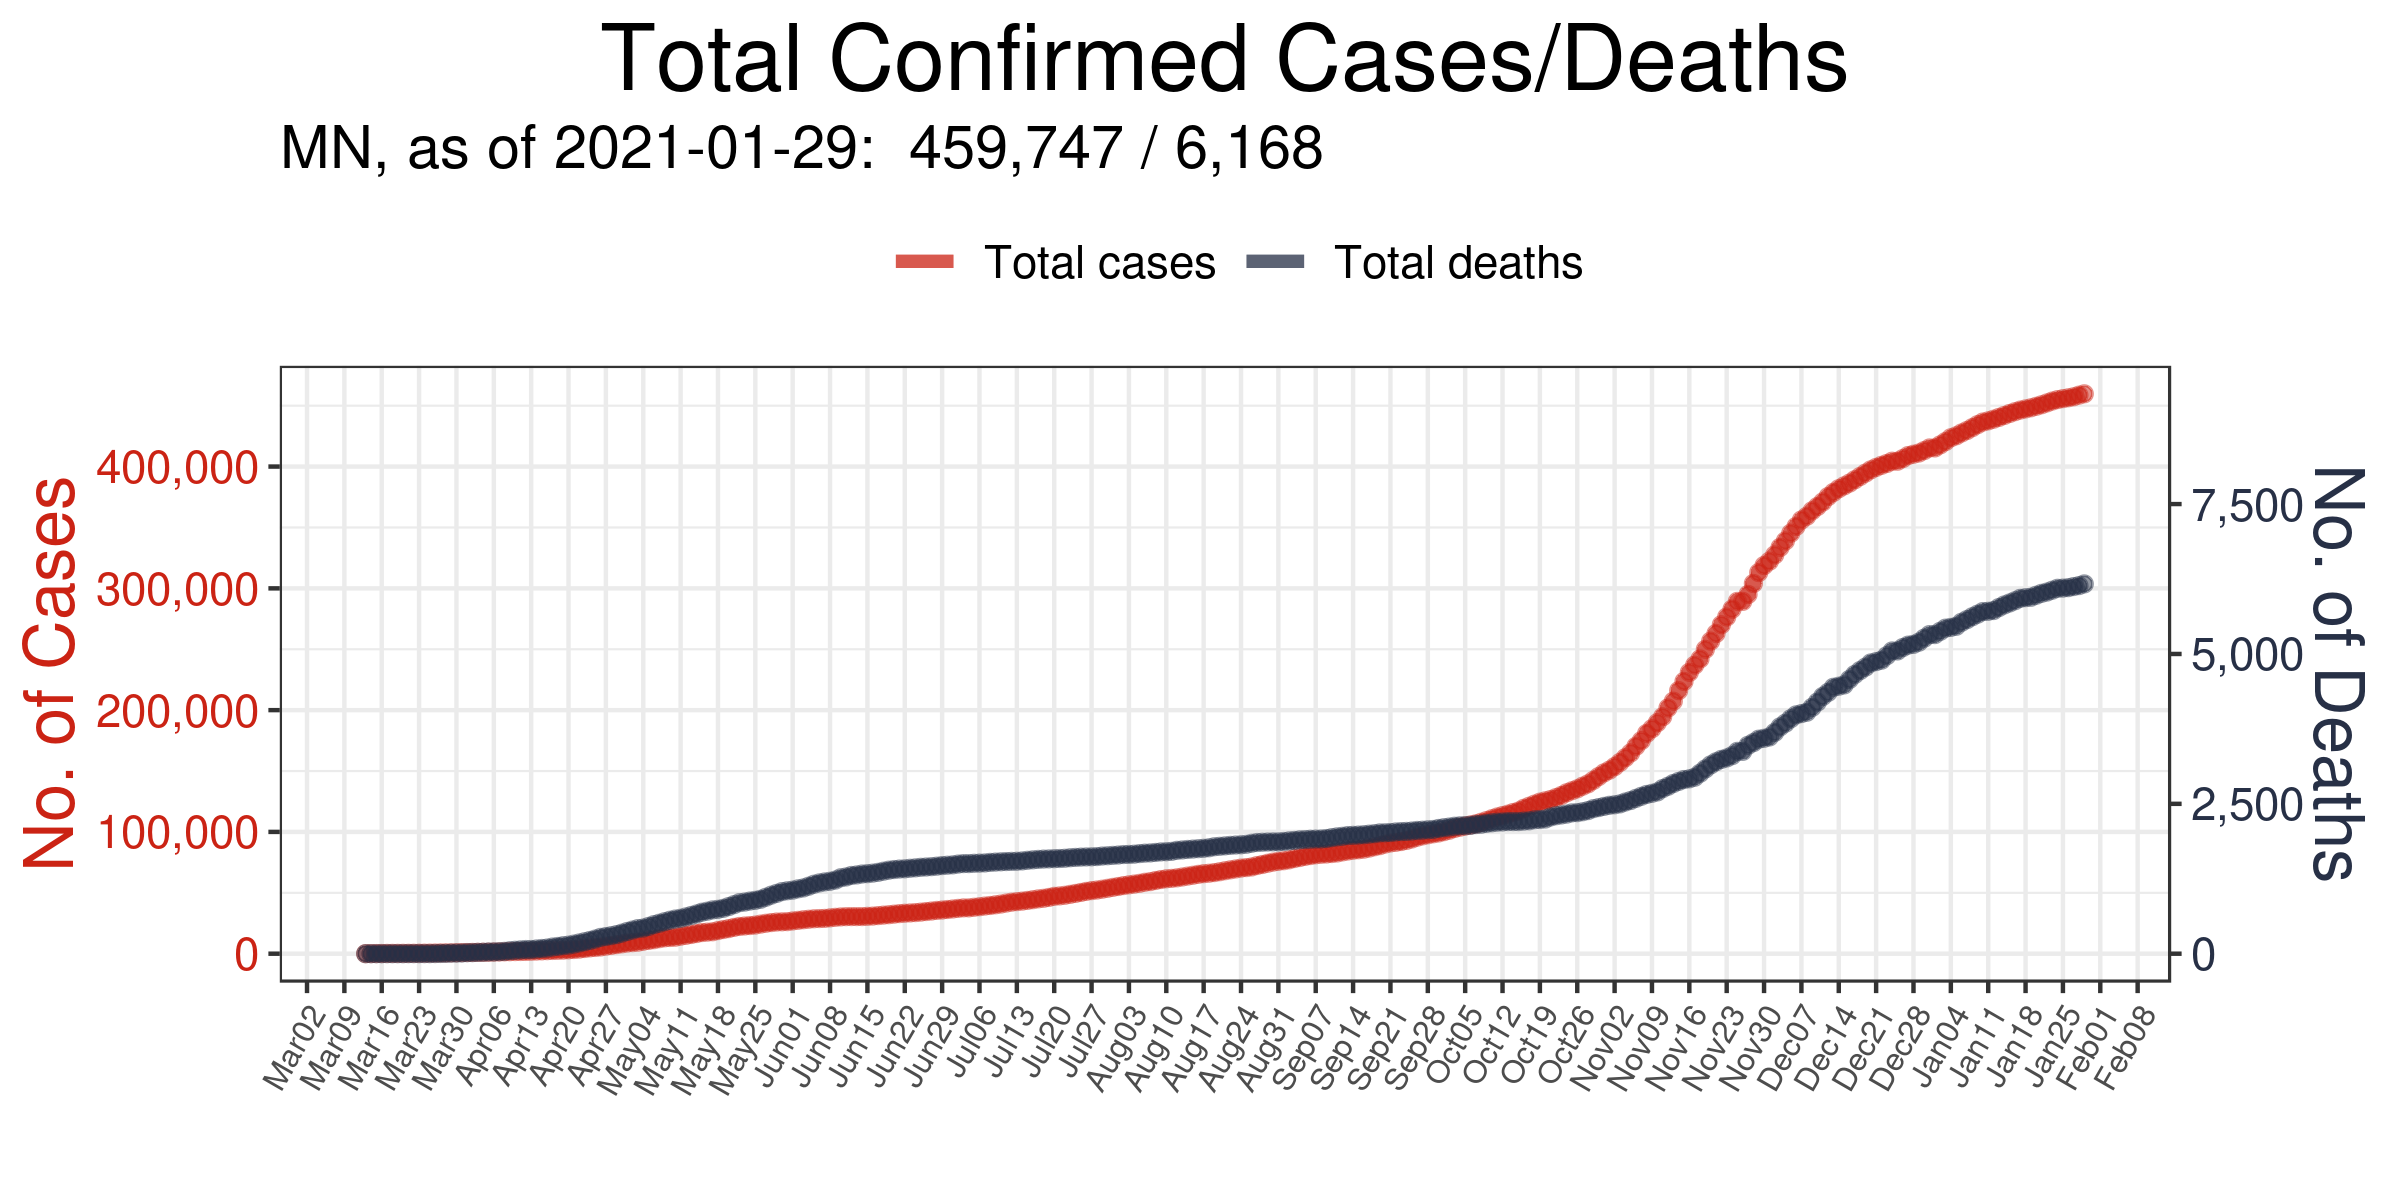 Total Confirmed Cases/Deaths
MN, as of 2021-01-29:  459,747 / 6,168
Total cases
Total deaths
No. of Cases
400,000
300,000
200,000
100,000
0
7,500
5,000
2,500
0
No. of Deaths
Mar02
Mar09
Mar16
Mar23
Mar30
Apr06
Apr13
Apr20
Apr27
May04
May11
May18
May25
Jun01
Jun08
Jun15
Jun22
Jun29
Jul06
Jul13
Jul20
Jul27
Aug03
Aug10
Aug17
Aug24
Aug31
Sep07
Sep14
Sep21
Sep28
Oct05
Oct12
Oct19
Oct26
Nov02
Nov09
Nov16
Nov23
Nov30
Dec07
Dec14
Dec21
Dec28
Jan04
Jan11
Jan18
Jan25
Feb01
Feb08